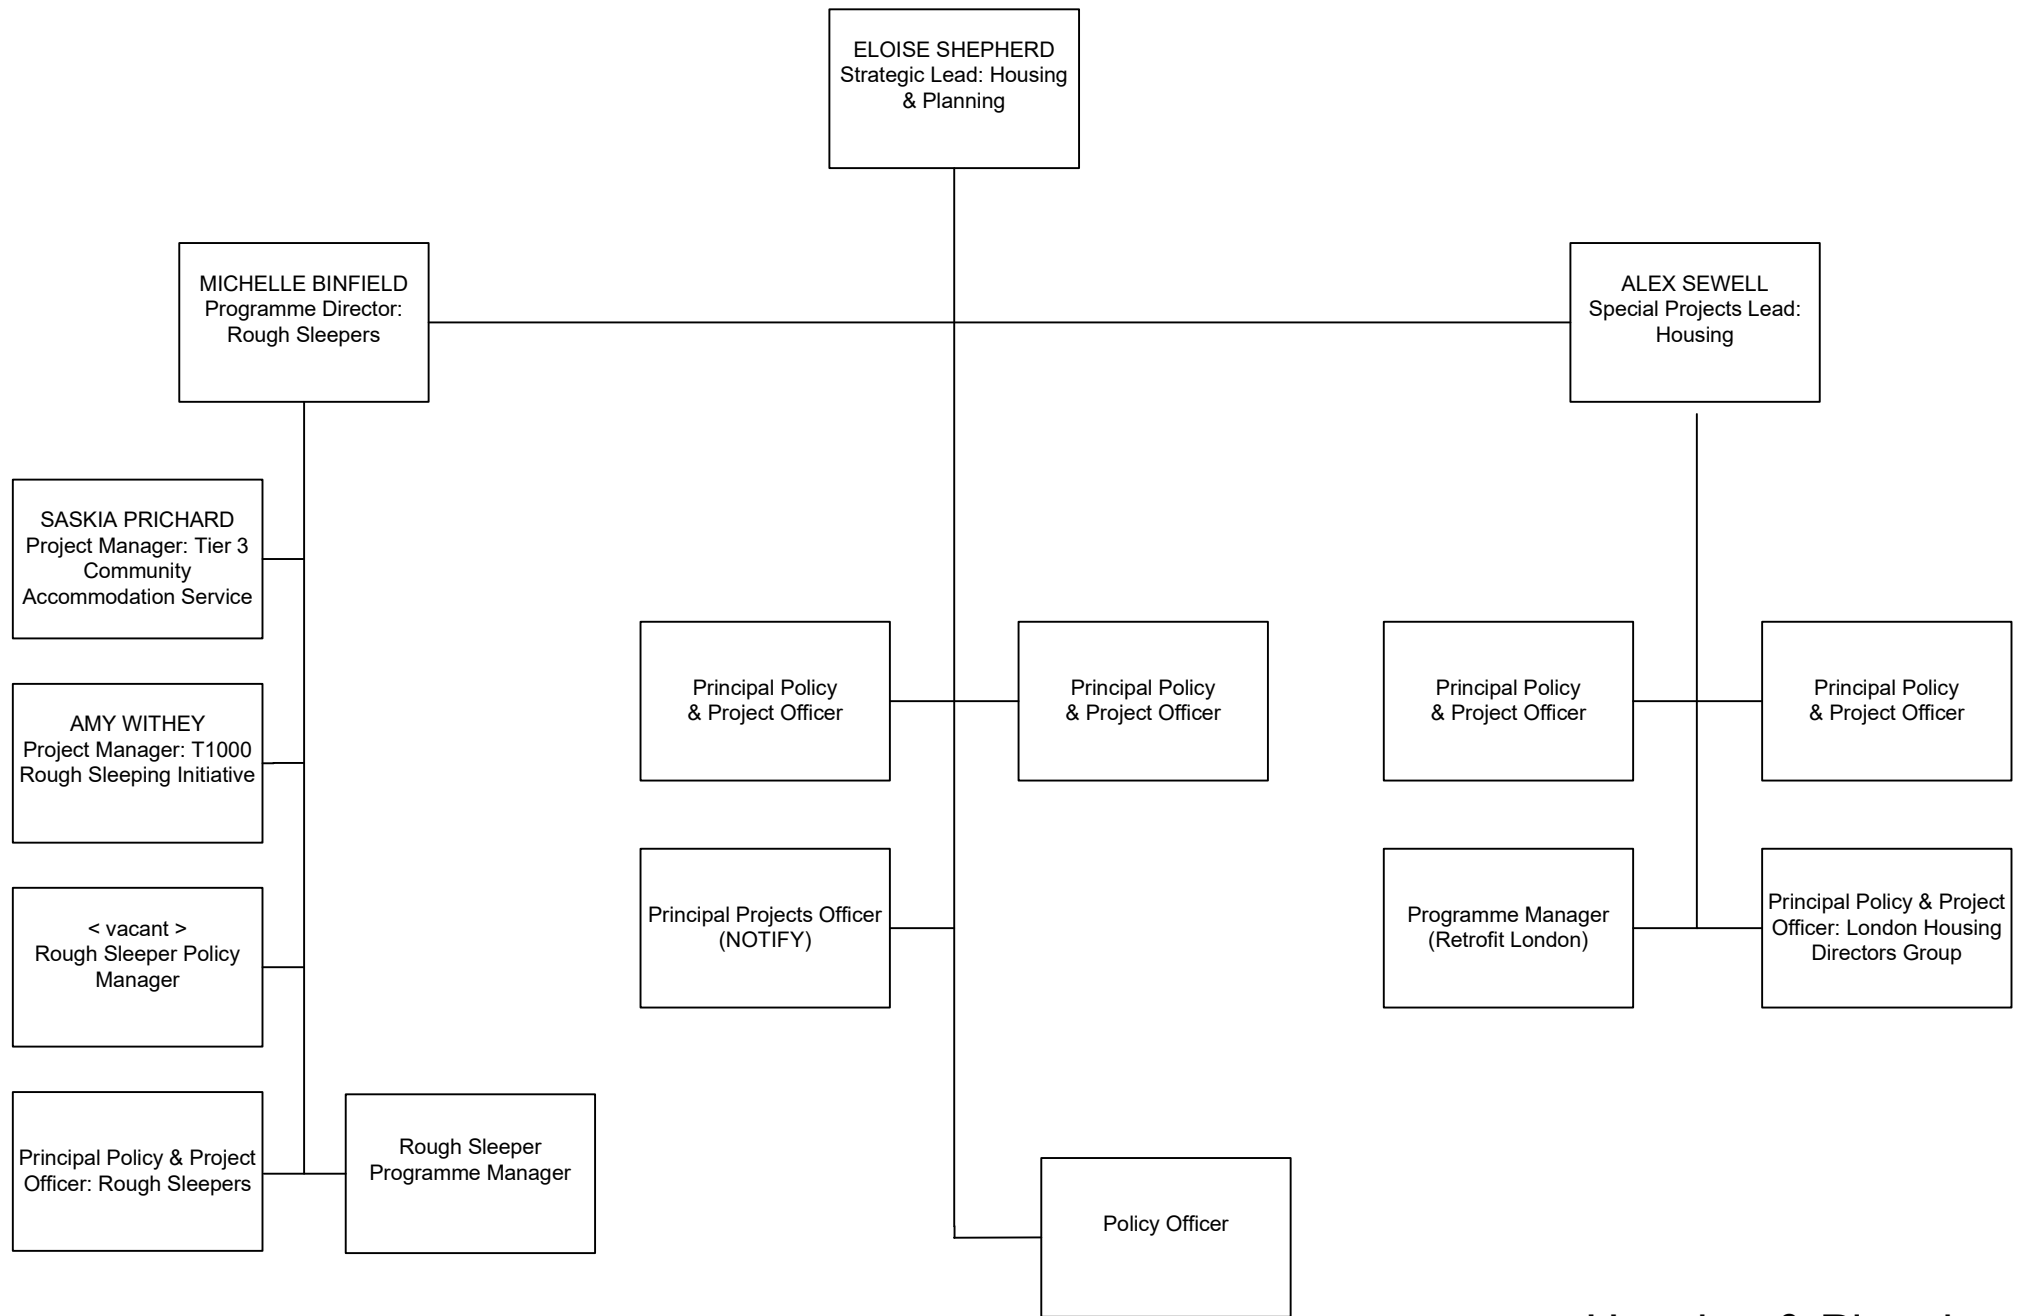 ELOISE SHEPHERD
Strategic Lead: Housing
& Planning
MICHELLE BINFIELD
Programme Director:
Rough Sleepers
ALEX SEWELL
Special Projects Lead:
Housing
SASKIA PRICHARD
Project Manager: Tier 3
Community
Accommodation Service
AMY WITHEY
Project Manager: T1000
Rough Sleeping Initiative
< vacant >
Rough Sleeper Policy
Manager
Principal Policy & Project
Officer: Rough Sleepers
Rough Sleeper
Programme Manager
Principal Policy
& Project Officer
Principal Policy
& Project Officer
Principal Projects Officer
(NOTIFY)
Policy Officer
Principal Policy
& Project Officer
Principal Policy
& Project Officer
Programme Manager
(Retrofit London)
Principal Policy & Project
Officer: London Housing
Directors Group